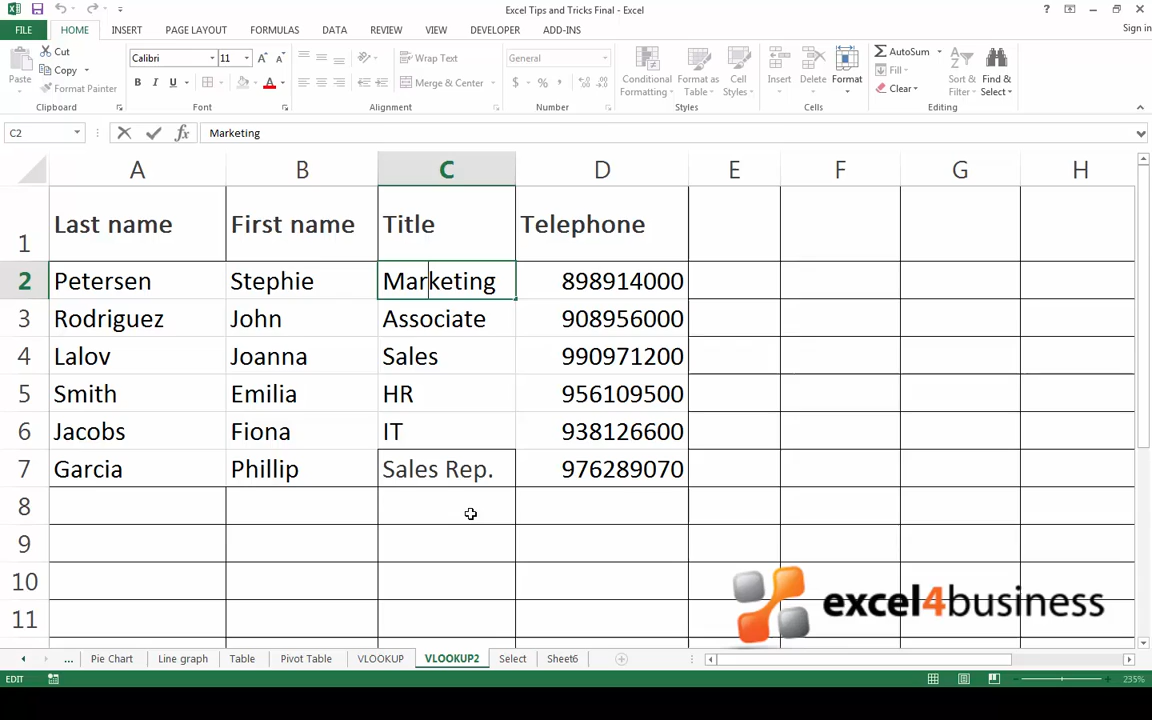 Excel Tips and Tricks Final - Excel
Sign in
FILE HOME INSERT PAGE LAYOUT FORMULAS DATA REVIEW VIEW DEVELOPER ADD-INS
Cut
Copy
Format Painter
Paste
Clipboard
Calibri 11
B I U
Font
Wrap Text
Merge & Center
Alignment
General
$ % ,
Number
Conditional Formatting
Format as Table
Cell Styles
Styles
Insert Delete Format
Cells
AutoSum
Fill
Clear
Sort & Filter
Find & Select
Editing
C2 fx Marketing
A B C D E F G H
1 Last name First name Title Telephone
2 Petersen Stephie Marketing 898914000
3 Rodriguez John Associate 908956000
4 Lalov Joanna Sales 990971200
5 Smith Emilia HR 956109500
6 Jacobs Fiona IT 938126600
7 Garcia Phillip Sales Rep. 976289070
8
9
10
11
excel4business
... Pie Chart Line graph Table Pivot Table VLOOKUP VLOOKUP2 Select Sheet6
EDIT 235%